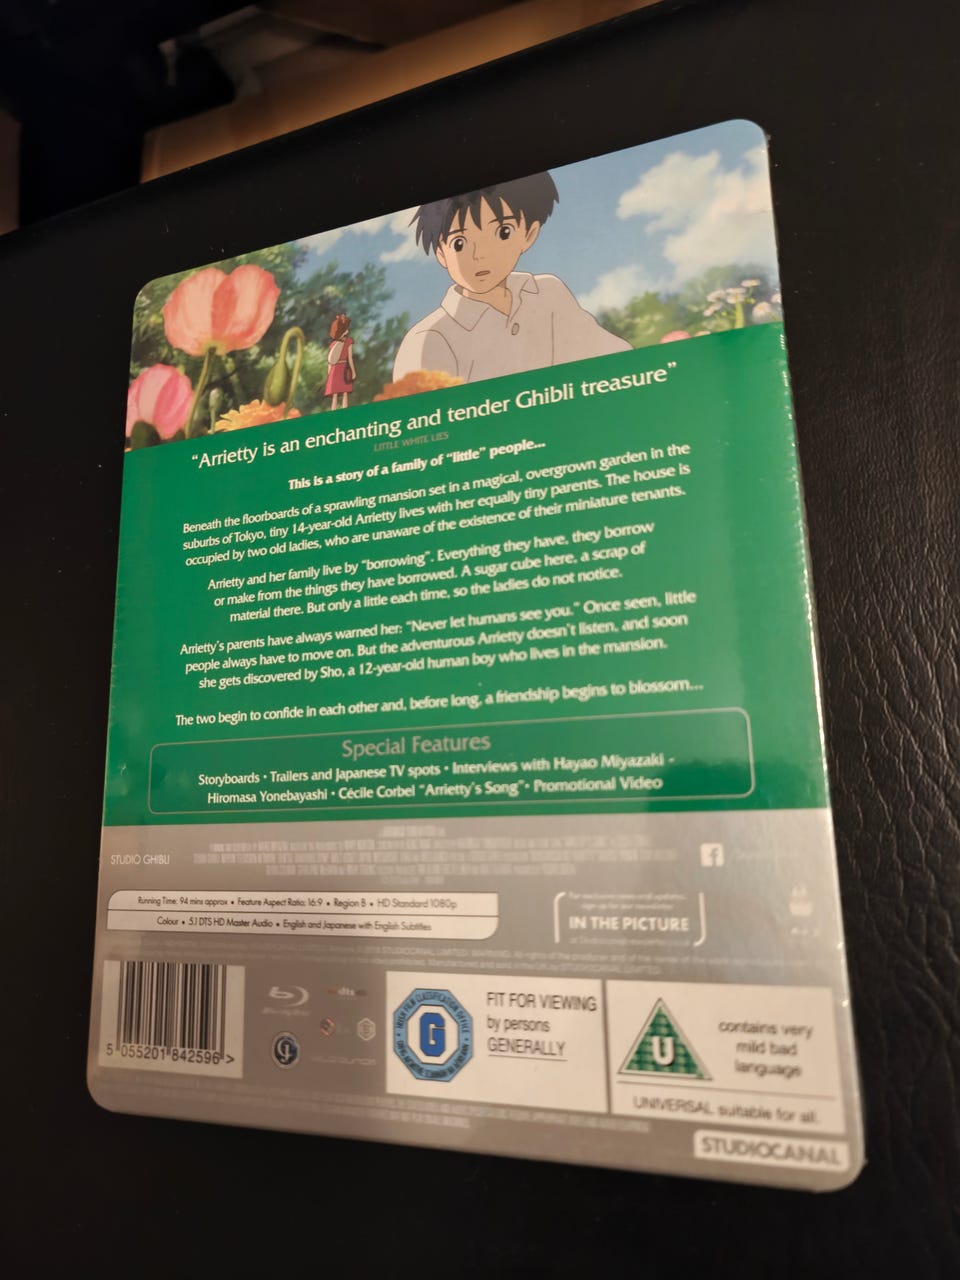 “Arrietty is an enchanting and tender Ghibli treasure”
LITTLE WHITE LIES
This is a story of a family of “little” people...
Beneath the floorboards of a sprawling mansion set in a magical, overgrown garden in the
suburbs of Tokyo, tiny 14-year-old Arrietty lives with her equally tiny parents. The house is
occupied by two old ladies, who are unaware of the existence of their miniature tenants.
Arrietty and her family live by “borrowing”. Everything they have, they borrow
or make from the things they have borrowed. A sugar cube here, a scrap of
material there. But only a little each time, so the ladies do not notice.
Arrietty’s parents have always warned her: “Never let humans see you.” Once seen, little
people always have to move on. But the adventurous Arrietty doesn’t listen, and soon
she gets discovered by Sho, a 12-year-old human boy who lives in the mansion.
The two begin to confide in each other and, before long, a friendship begins to blossom...
Special Features
Storyboards • Trailers and Japanese TV spots • Interviews with Hayao Miyazaki -
Hiromasa Yonebayashi • Cécile Corbel “Arrietty’s Song” • Promotional Video
STUDIO GHIBLI
f
Running Time: 94 mins approx • Feature Aspect Ratio: 16:9 • Region B • HD Standard 1080p
Colour • 5.1 DTS HD Master Audio • English and Japanese with English Subtitles
IN THE PICTURE
5 055201 842596 >
dts
IRISH FILM CLASSIFICATION OFFICE
G
FIT FOR VIEWING
by persons
GENERALLY
U
contains very
mild bad
language
UNIVERSAL suitable for all.
STUDIOCANAL